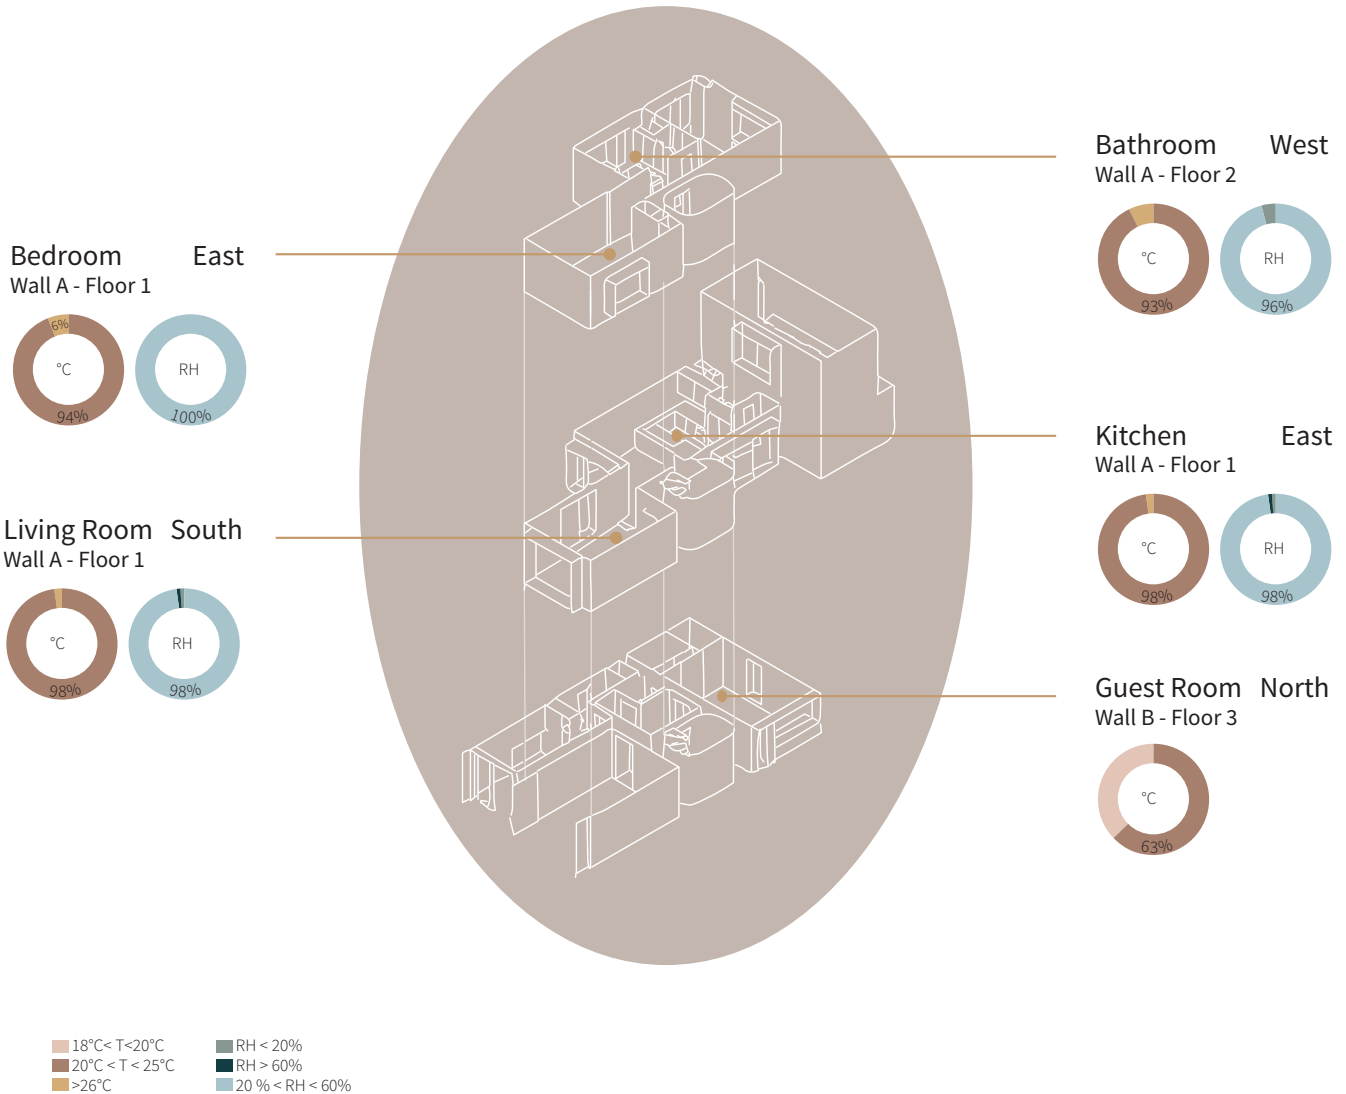 Bathroom West
Wall A - Floor 2
°C
93%
RH
96%
Bedroom East
Wall A - Floor 1
6%
°C
94%
RH
100%
Kitchen East
Wall A - Floor 1
°C
98%
RH
98%
Living Room South
Wall A - Floor 1
°C
98%
RH
98%
Guest Room North
Wall B - Floor 3
°C
63%
18°C< T<20°C
20°C < T < 25°C
>26°C
RH < 20%
RH > 60%
20 % < RH < 60%